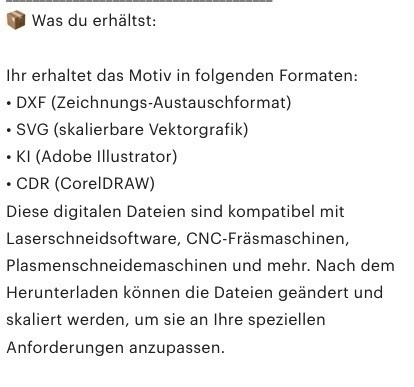 📦 Was du erhältst:
Ihr erhaltet das Motiv in folgenden Formaten:
• DXF (Zeichnungs-Austauschformat)
• SVG (skalierbare Vektorgrafik)
• KI (Adobe Illustrator)
• CDR (CorelDRAW)
Diese digitalen Dateien sind kompatibel mit
Laserschneidsoftware, CNC-Fräsmaschinen,
Plasmenschneidemaschinen und mehr. Nach dem
Herunterladen können die Dateien geändert und
skaliert werden, um sie an Ihre speziellen
Anforderungen anzupassen.